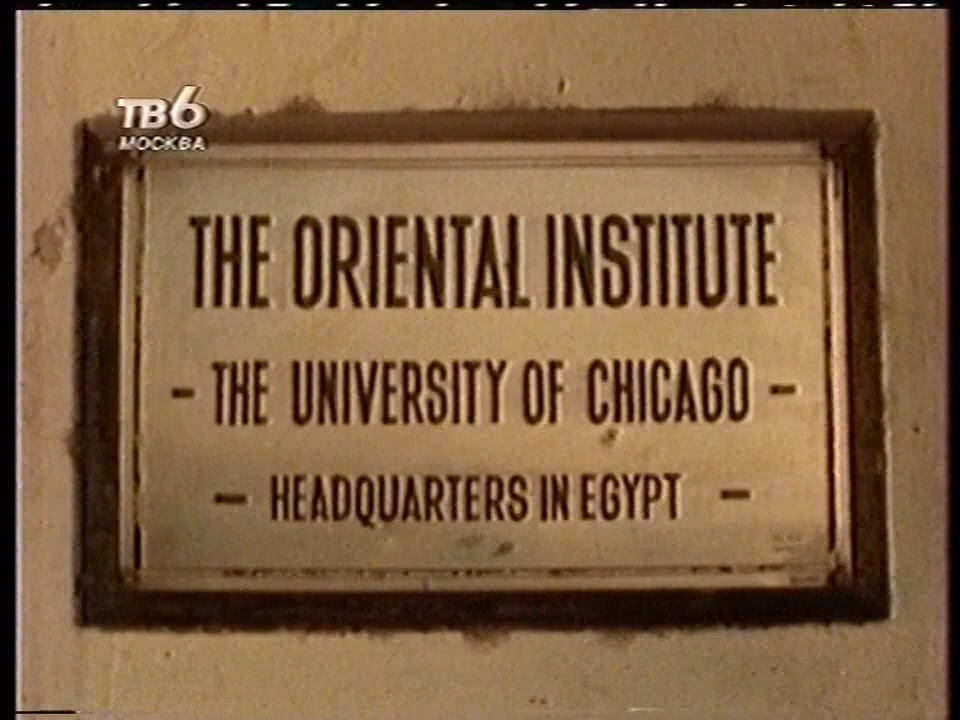 ТВ6
МОСКВА
THE ORIENTAL INSTITUTE
- THE UNIVERSITY OF CHICAGO -
- HEADQUARTERS IN EGYPT -